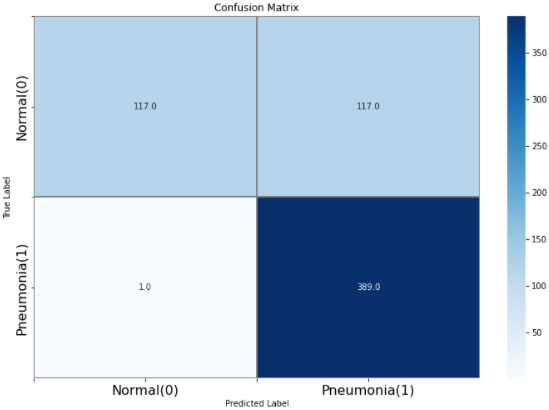 Confusion Matrix
Normal(0)
117.0
117.0
True Label
Pneumonia(1)
1.0
389.0
Normal(0)
Pneumonia(1)
Predicted Label
350
300
250
200
150
100
50